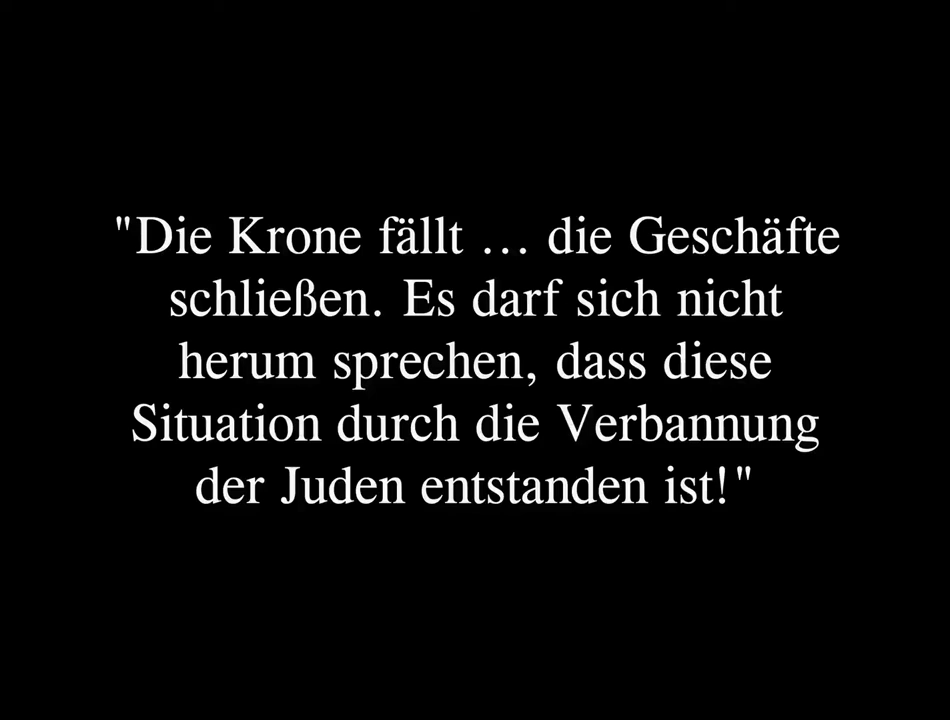 "Die Krone fällt … die Geschäfte
schließen. Es darf sich nicht
herum sprechen, dass diese
Situation durch die Verbannung
der Juden entstanden ist!"